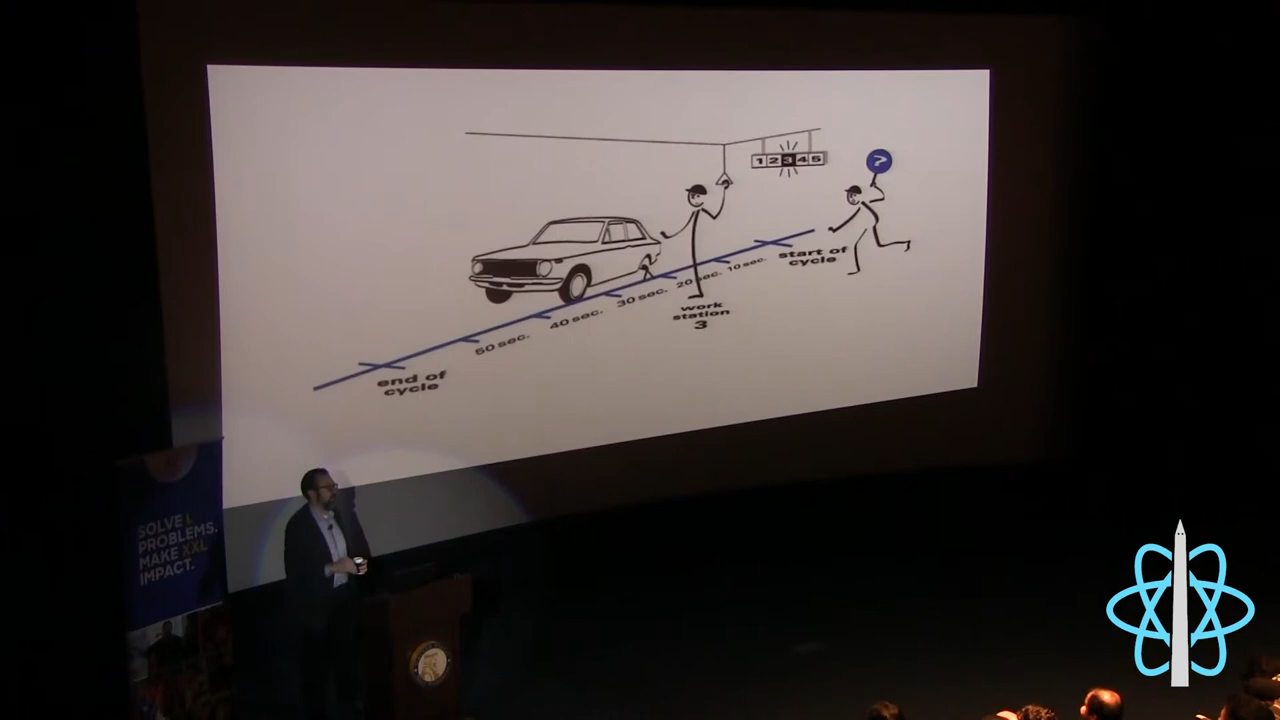 1 2 3 4 5
?
10 sec.
start of
cycle
20 sec.
30 sec.
work
station
3
40 sec.
50 sec.
end of
cycle
SOLVE L
PROBLEMS.
MAKE XXL
IMPACT.